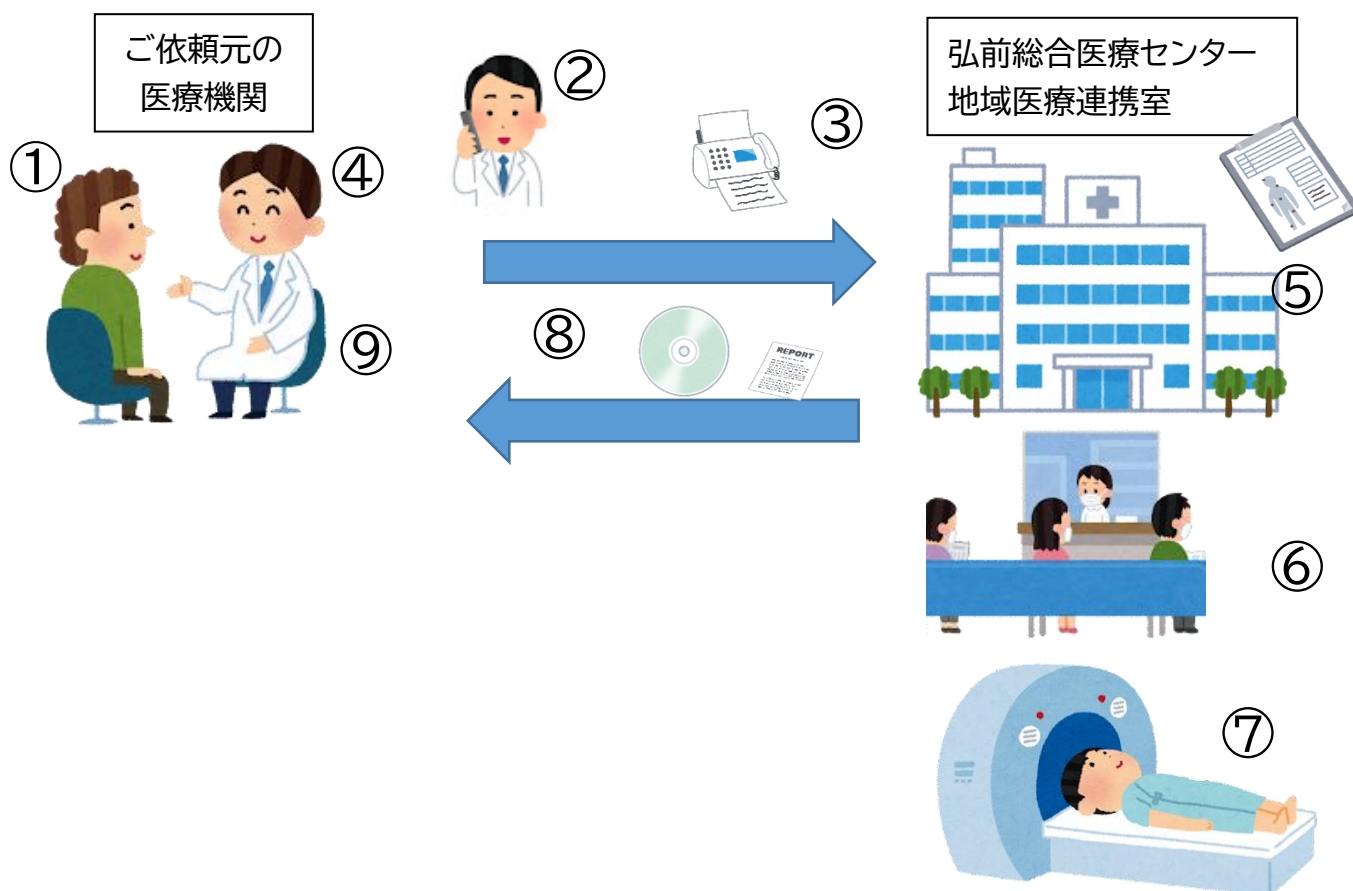 ご依頼元の
医療機関
弘前総合医療センター
地域医療連携室
①
②
③
④
⑤
⑥
⑦
⑧
⑨
REPORT